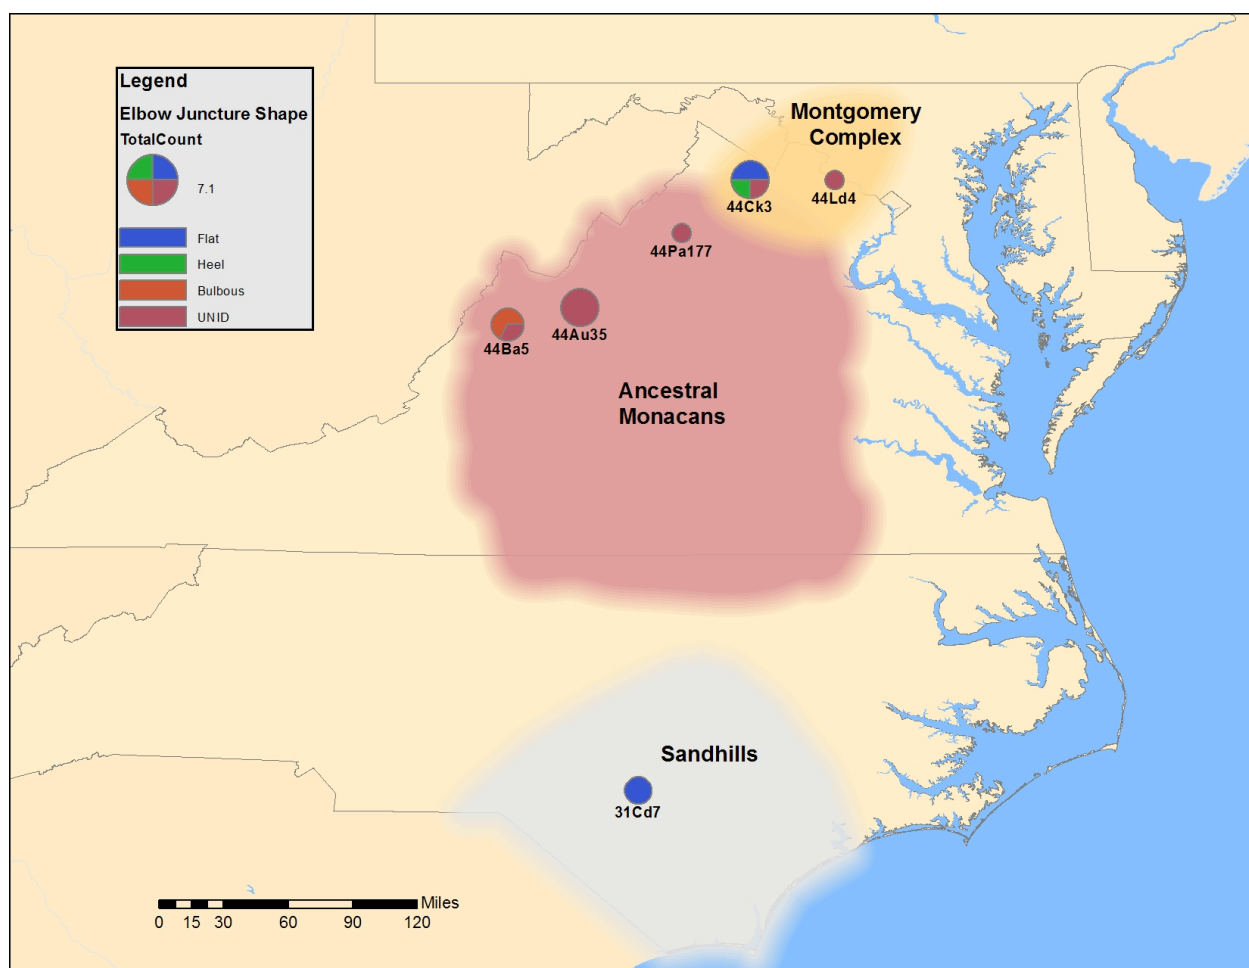 Legend
Elbow Juncture Shape
TotalCount
7.1
Flat
Heel
Bulbous
UNID
Montgomery
Complex
44Ck3
44Ld4
44Pa177
44Ba5
44Au35
Ancestral
Monacans
Sandhills
31Cd7
Miles
0 15 30 60 90 120